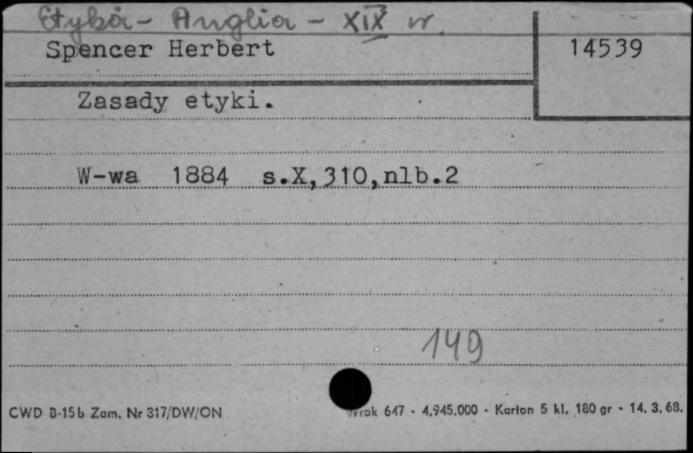 Etyka - Anglia - XIX w.
Spencer Herbert
14539
Zasady etyki.
W-wa 1884 s.X,310,nlb.2
149
CWD B-15b Zam. Nr 317/DW/ON
647 - 4.945.000 - Karton 5 kl. 180 gr - 14. 3. 68.